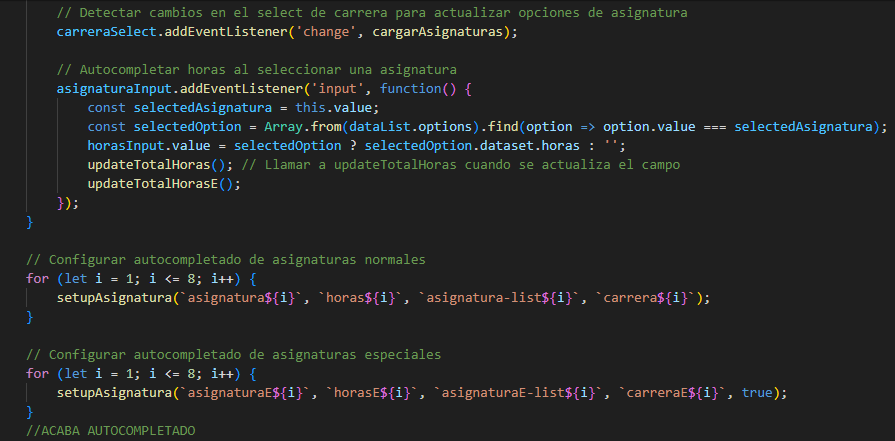 // Detectar cambios en el select de carrera para actualizar opciones de asignatura
carreraSelect.addEventListener('change', cargarAsignaturas);
// Autocompletar horas al seleccionar una asignatura
asignaturaInput.addEventListener('input', function() {
const selectedAsignatura = this.value;
const selectedOption = Array.from(dataList.options).find(option => option.value === selectedAsignatura);
horasInput.value = selectedOption ? selectedOption.dataset.horas : '';
updateTotalHoras(); // Llamar a updateTotalHoras cuando se actualiza el campo
updateTotalHorasE();
});
}
// Configurar autocompletado de asignaturas normales
for (let i = 1; i <= 8; i++) {
setupAsignatura(`asignatura${i}`, `horas${i}`, `asignatura-list${i}`, `carrera${i}`);
}
// Configurar autocompletado de asignaturas especiales
for (let i = 1; i <= 8; i++) {
setupAsignatura(`asignaturaE${i}`, `horasE${i}`, `asignaturaE-list${i}`, `carreraE${i}`, true);
}
//ACABA AUTOCOMPLETADO